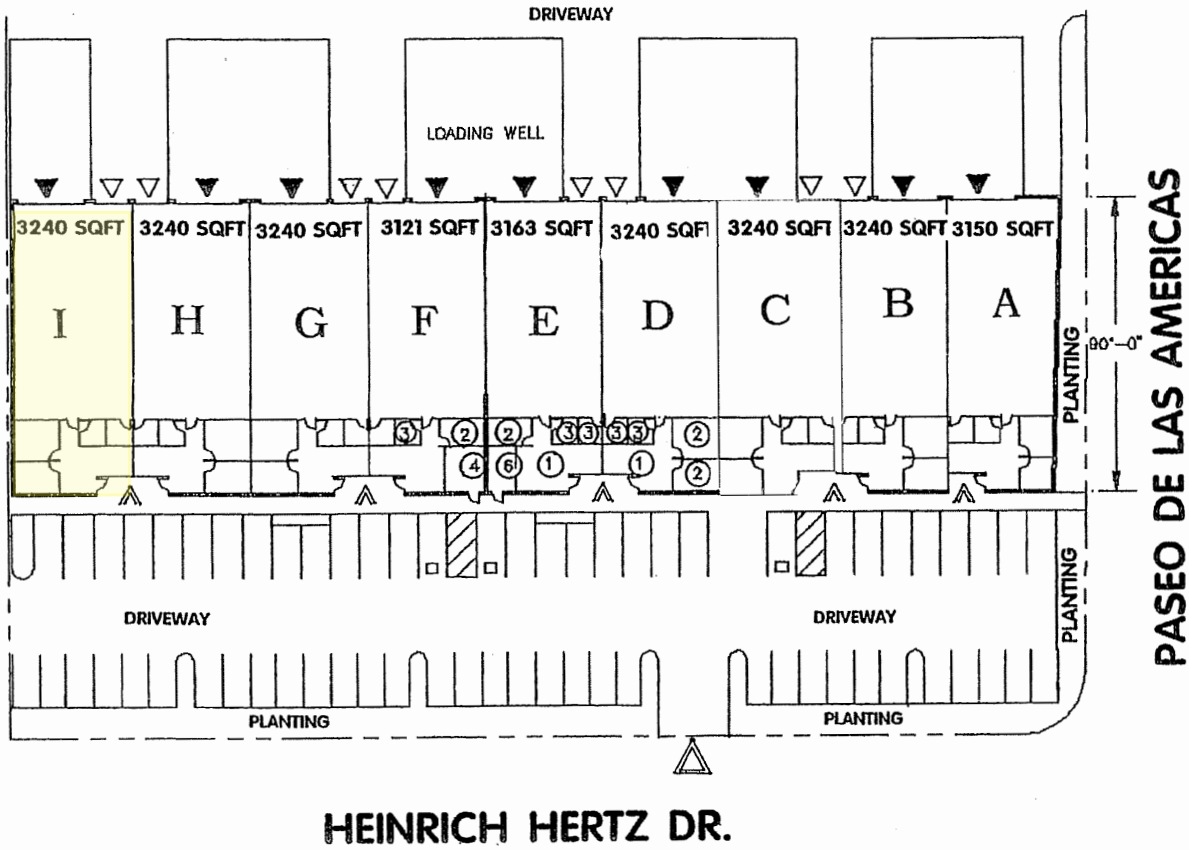 DRIVEWAY
LOADING WELL
3240 SQFT 3240 SQFT 3240 SQFT 3121 SQFT 3163 SQFT 3240 SQFT 3240 SQFT 3240 SQFT 3150 SQFT
I H G F E D C B A
90'-0"
PLANTING
PASEO DE LAS AMERICAS
3 2 2 3 3 3 3 2
4 6 1 1 2
PLANTING
DRIVEWAY DRIVEWAY
PLANTING PLANTING
HEINRICH HERTZ DR.